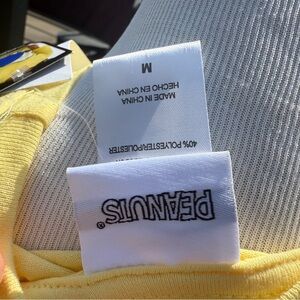 PEANUTS®
40% POLYESTER/POLIESTER
MADE IN CHINA
HECHO EN CHINA
M